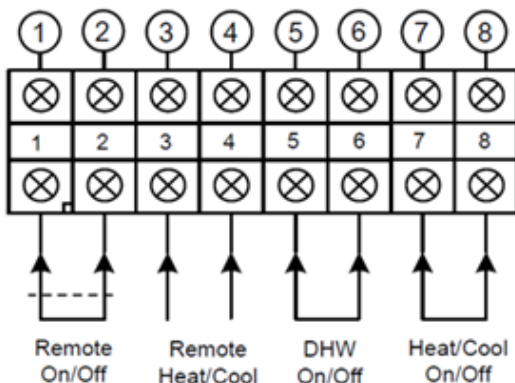 1 2 3 4 5 6 7 8
1 2 3 4 5 6 7 8
Remote Remote DHW Heat/Cool
On/Off Heat/Cool On/Off On/Off